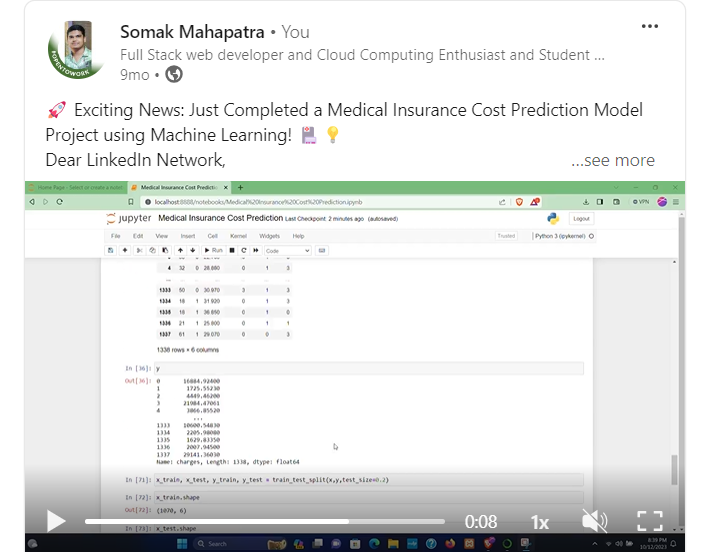 Somak Mahapatra • You
Full Stack web developer and Cloud Computing Enthusiast and Student ...
9mo •
#OPENTOWORK
🚀 Exciting News: Just Completed a Medical Insurance Cost Prediction Model
Project using Machine Learning! 🏥 💡
Dear LinkedIn Network,
...see more
Home Page - Select or create a notebook
Medical Insurance Cost Predictio
localhost:8888/notebooks/Medical%20Insurance%20Cost%20Prediction.ipynb
VPN
jupyter Medical Insurance Cost Prediction Last Checkpoint: 2 minutes ago (autosaved)
Logout
File Edit View Insert Cell Kernel Widgets Help
Trusted
Python 3 (ipykernel)
Run
Code
4 32 0 28.880 0 1 3
... ... ... ... ... ... ...
1333 50 0 30.970 3 1 3
1334 18 1 31.920 0 1
1335 18 1 36.850 0 1
1336 21 1 25.800 0 1 1
1337 61 1 29.070 0 0 3
1338 rows × 6 columns
In [36]: y
Out[36]: 0 16884.92400
1 1725.55230
2 4449.46200
3 21984.47061
4 3866.85520
...
1333 10600.54830
1334 2205.98080
1335 1629.83350
1336 2007.94500
1337 29141.36030
Name: charges, Length: 1338, dtype: float64
In [71]: x_train, x_test, y_train, y_test = train_test_split(x,y,test_size=0.2)
In [72]: x_train.shape
Out[72]: (1070, 6)
In [73]: x_test.shape
0:08
1x
Search
8:39 PM
10/12/2023